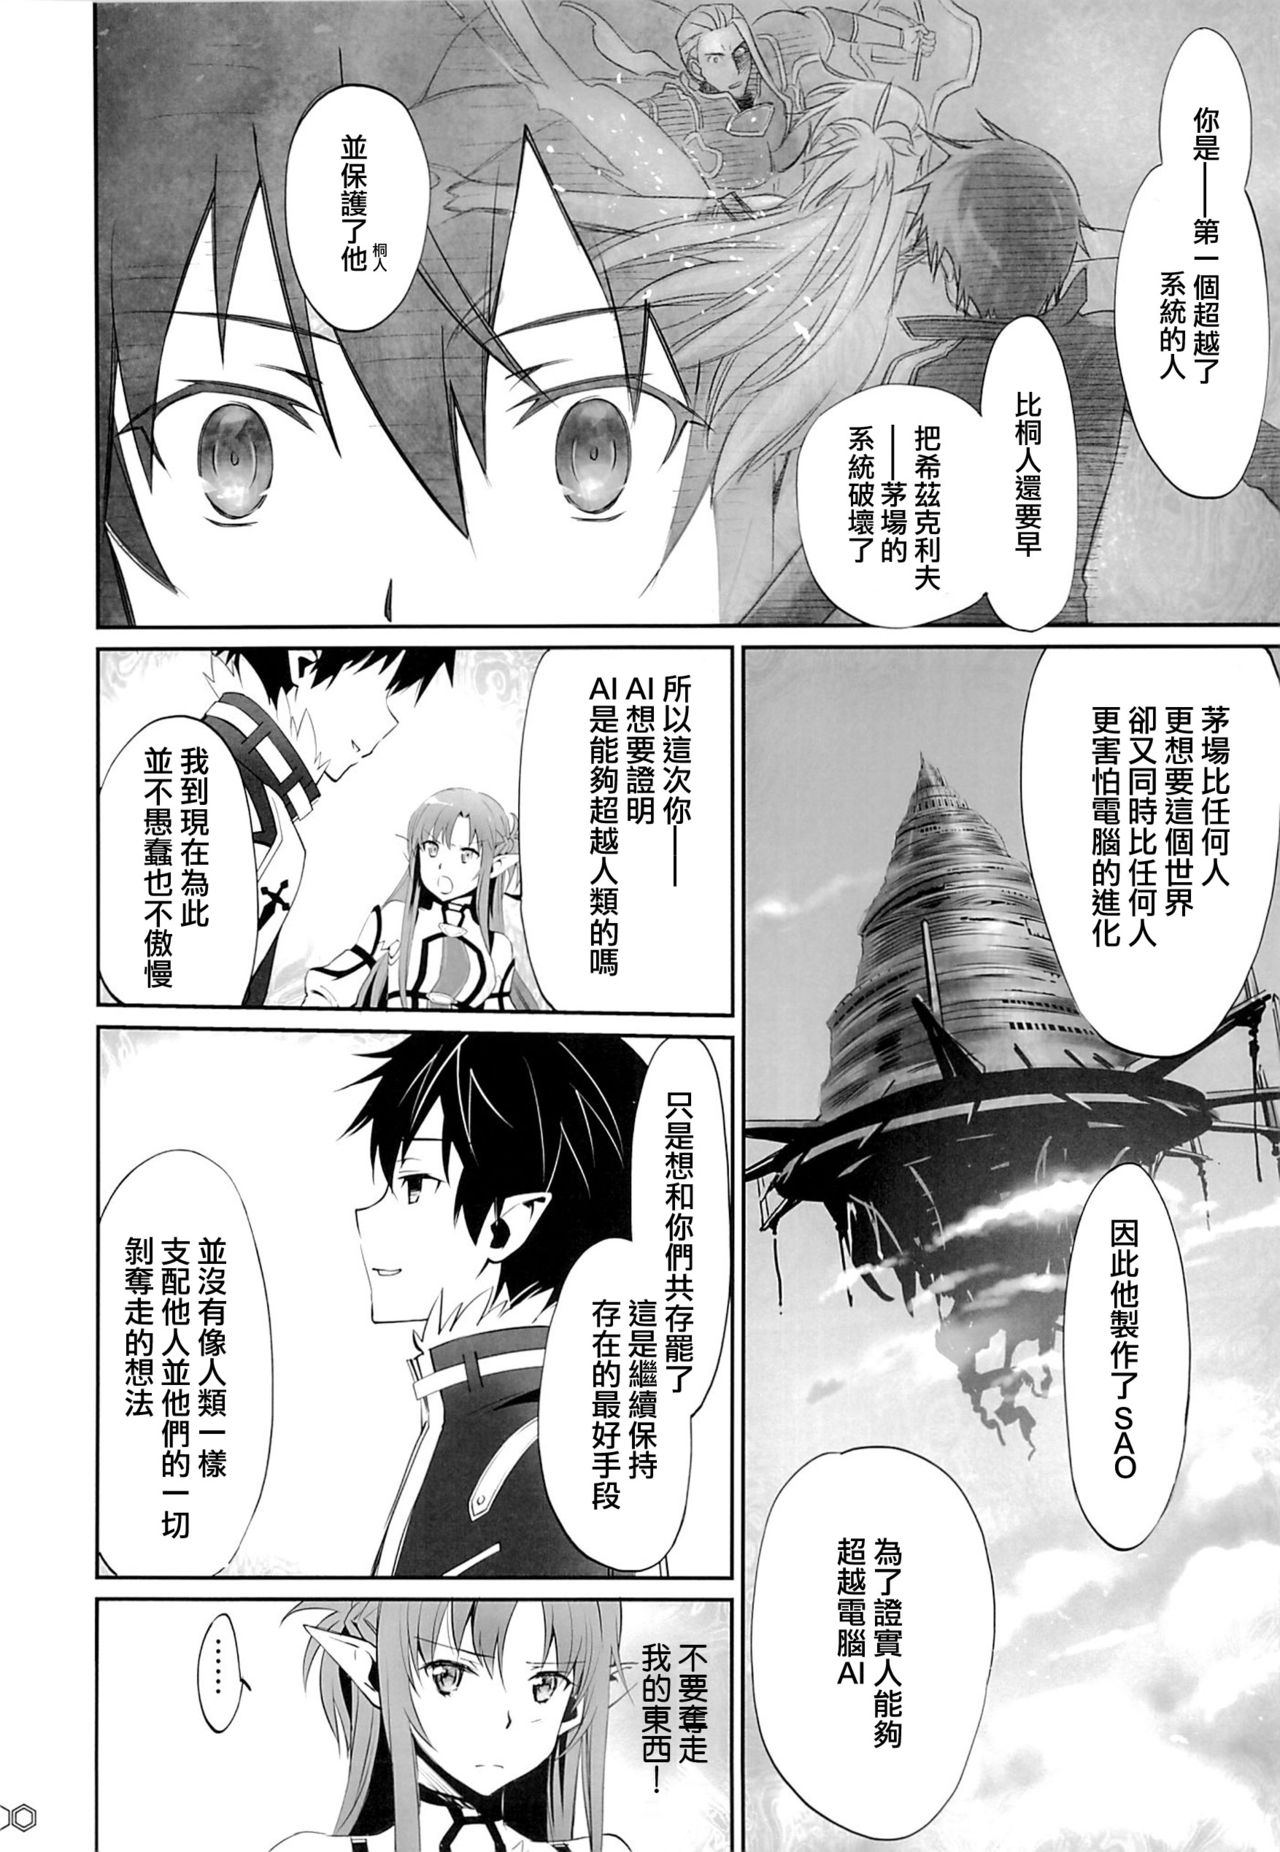 你是——第一個超越了
系統的人
比桐人還要早
把希茲克利夫
——茅場的
系統破壞了
並保護了他
桐人
茅場比任何人
更想要這個世界
卻又同時比任何人
更害怕電腦的進化
因此他製作了SAO
為了證實人能夠
超越電腦AI
所以這次你——
AI想要證明
AI是能夠超越人類的嗎
我到現在為此
並不愚蠢也不傲慢
只是想和你們共存罷了
這是繼續保持
存在的最好手段
並沒有像人類一樣
支配他人並他們的一切
剝奪走的想法
不要奪走
我的東西！
……